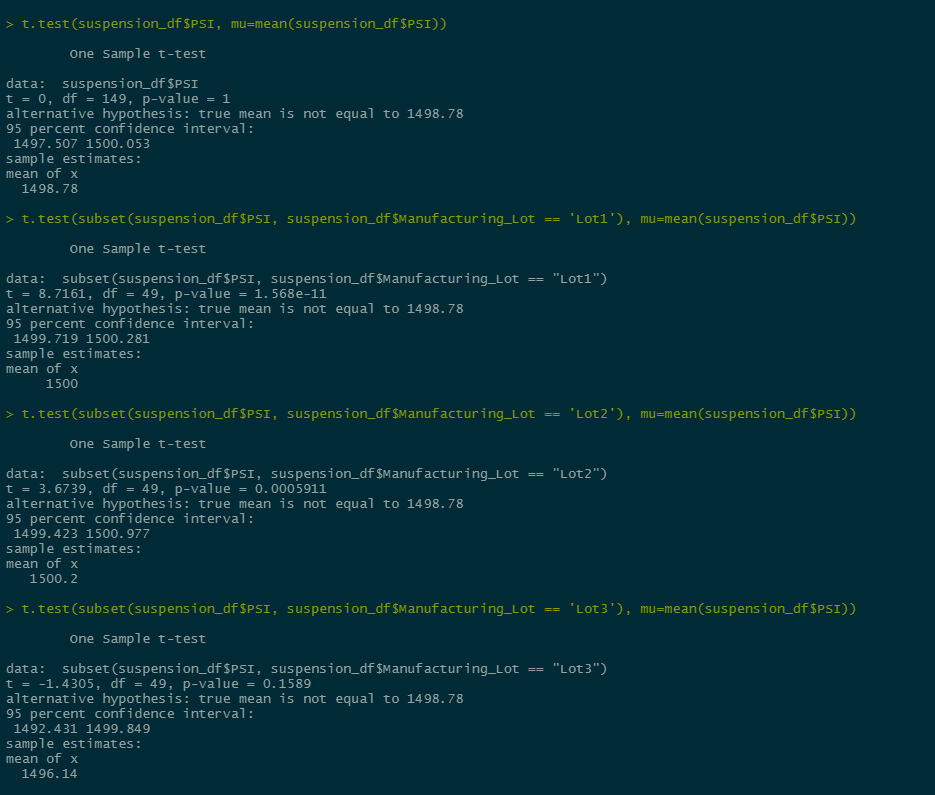 > t.test(suspension_df$PSI, mu=mean(suspension_df$PSI))
One Sample t-test
data:  suspension_df$PSI
t = 0, df = 149, p-value = 1
alternative hypothesis: true mean is not equal to 1498.78
95 percent confidence interval:
1497.507 1500.053
sample estimates:
mean of x
1498.78
> t.test(subset(suspension_df$PSI, suspension_df$Manufacturing_Lot == 'Lot1'), mu=mean(suspension_df$PSI))
One Sample t-test
data:  subset(suspension_df$PSI, suspension_df$Manufacturing_Lot == "Lot1")
t = 8.7161, df = 49, p-value = 1.568e-11
alternative hypothesis: true mean is not equal to 1498.78
95 percent confidence interval:
1499.719 1500.281
sample estimates:
mean of x
1500
> t.test(subset(suspension_df$PSI, suspension_df$Manufacturing_Lot == 'Lot2'), mu=mean(suspension_df$PSI))
One Sample t-test
data:  subset(suspension_df$PSI, suspension_df$Manufacturing_Lot == "Lot2")
t = 3.6739, df = 49, p-value = 0.0005911
alternative hypothesis: true mean is not equal to 1498.78
95 percent confidence interval:
1499.423 1500.977
sample estimates:
mean of x
1500.2
> t.test(subset(suspension_df$PSI, suspension_df$Manufacturing_Lot == 'Lot3'), mu=mean(suspension_df$PSI))
One Sample t-test
data:  subset(suspension_df$PSI, suspension_df$Manufacturing_Lot == "Lot3")
t = -1.4305, df = 49, p-value = 0.1589
alternative hypothesis: true mean is not equal to 1498.78
95 percent confidence interval:
1492.431 1499.849
sample estimates:
mean of x
1496.14